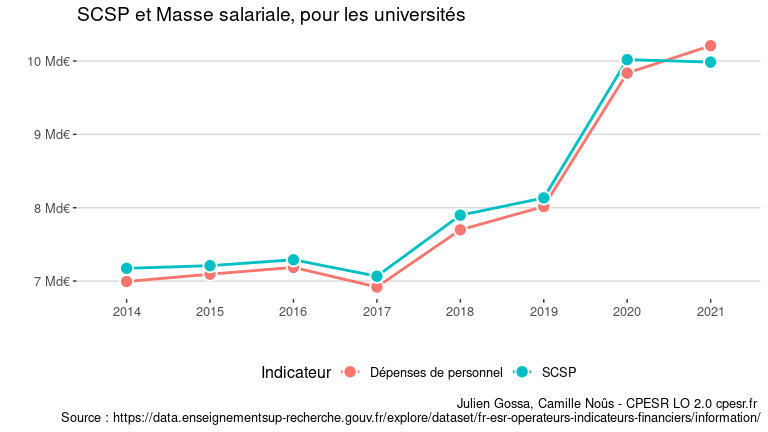 SCSP et Masse salariale, pour les universités
10 Md€
9 Md€
8 Md€
7 Md€
2014 2015 2016 2017 2018 2019 2020 2021
Indicateur Dépenses de personnel SCSP
Julien Gossa, Camille Noûs - CPESR LO 2.0 cpesr.fr
Source : https://data.enseignementsup-recherche.gouv.fr/explore/dataset/fr-esr-operateurs-indicateurs-financiers/information/